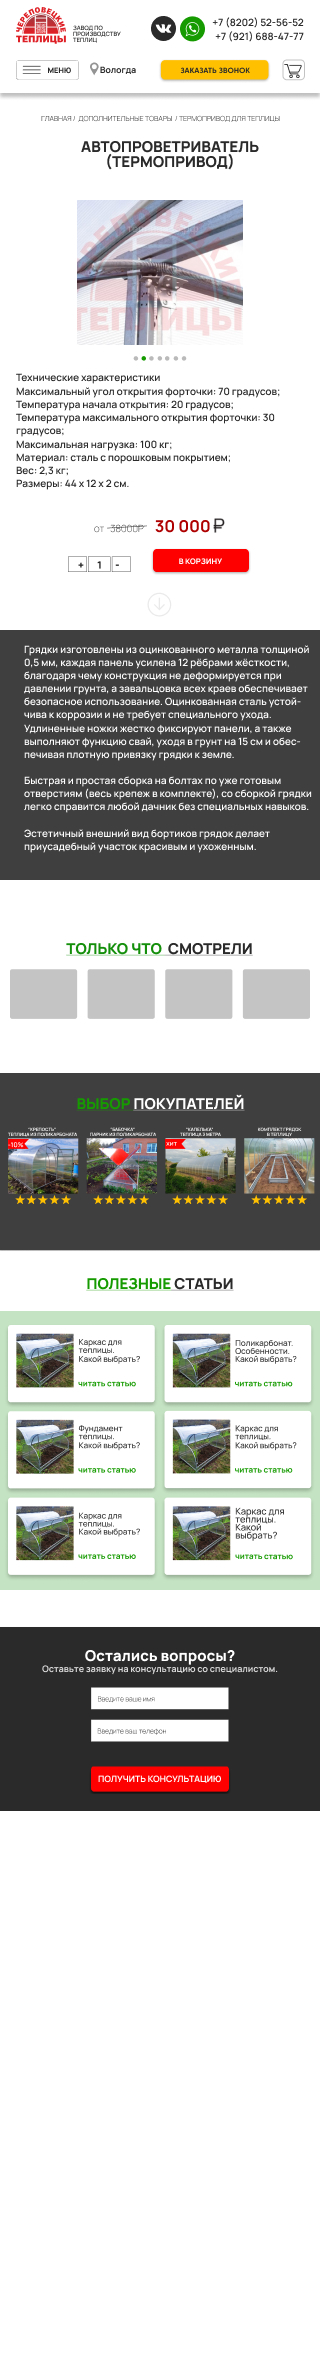 ЧЕРЕПОВЕЦКИЕ
ТЕПЛИЦЫ
ЗАВОД ПО
ПРОИЗВОДСТВУ
ТЕПЛИЦ
+7 (8202) 52-56-52
+7 (921) 688-47-77
МЕНЮ
Вологда
ЗАКАЗАТЬ ЗВОНОК
ГЛАВНАЯ / ДОПОЛНИТЕЛЬНЫЕ ТОВАРЫ / ТЕРМОПРИВОД ДЛЯ ТЕПЛИЦЫ
АВТОПРОВЕТРИВАТЕЛЬ
(ТЕРМОПРИВОД)
ЧЕРЕПОВЕЦКИЕ
ТЕПЛИЦЫ
Технические характеристики
Максимальный угол открытия форточки: 70 градусов;
Температура начала открытия: 20 градусов;
Температура максимального открытия форточки: 30
градусов;
Максимальная нагрузка: 100 кг;
Материал: сталь с порошковым покрытием;
Вес: 2,3 кг;
Размеры: 44 х 12 х 2 см.
от 38000₽ 30 000 ₽
+ 1 -
В КОРЗИНУ
Грядки изготовлены из оцинкованного металла толщиной
0,5 мм, каждая панель усилена 12 рёбрами жёсткости,
благодаря чему конструкция не деформируется при
давлении грунта, а завальцовка всех краев обеспечивает
безопасное использование. Оцинкованная сталь устой-
чива к коррозии и не требует специального ухода.
Удлиненные ножки жестко фиксируют панели, а также
выполняют функцию свай, уходя в грунт на 15 см и обес-
печивая плотную привязку грядки к земле.
Быстрая и простая сборка на болтах по уже готовым
отверстиям (весь крепеж в комплекте), со сборкой грядки
легко справится любой дачник без специальных навыков.
Эстетичный внешний вид бортиков грядок делает
приусадебный участок красивым и ухоженным.
ТОЛЬКО ЧТО СМОТРЕЛИ
ВЫБОР ПОКУПАТЕЛЕЙ
"КРЕПОСТЬ"
ТЕПЛИЦА ИЗ ПОЛИКАРБОНАТА
-10%
"БАБОЧКА"
ПАРНИК ИЗ ПОЛИКАРБОНАТА
"КАПЕЛЬКА"
ТЕПЛИЦА 3 МЕТРА
ХИТ
КОМПЛЕКТ ГРЯДОК
В ТЕПЛИЦУ
ПОЛЕЗНЫЕ СТАТЬИ
Каркас для
теплицы.
Какой выбрать?
читать статью
Поликарбонат.
Особенности.
Какой выбрать?
читать статью
Фундамент
теплицы.
Какой выбрать?
читать статью
Каркас для
теплицы.
Какой выбрать?
читать статью
Каркас для
теплицы.
Какой выбрать?
читать статью
Каркас для
теплицы.
Какой
выбрать?
читать статью
Остались вопросы?
Оставьте заявку на консультацию со специалистом.
Введите ваше имя
Введите ваш телефон
ПОЛУЧИТЬ КОНСУЛЬТАЦИЮ